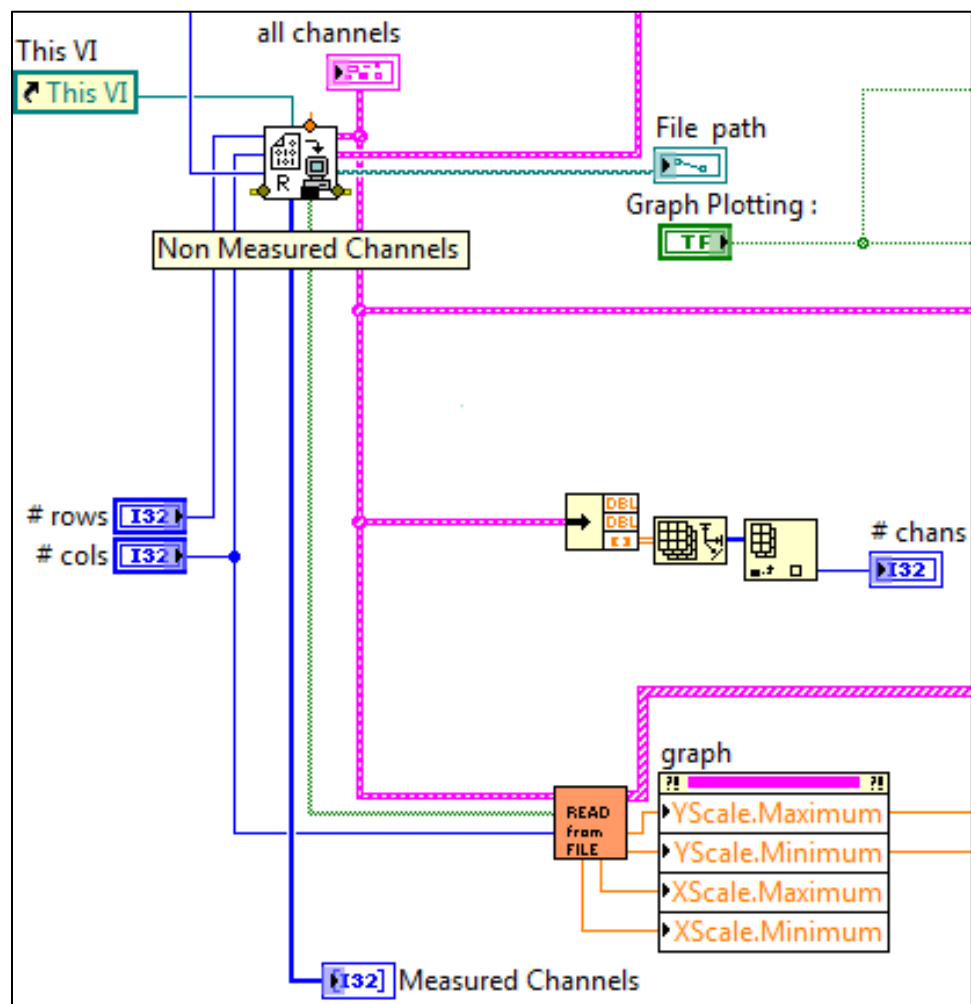 all channels
This VI
This VI
File path
R
Graph Plotting :
TF
Non Measured Channels
# rows
I32
# cols
I32
DBL
DBL
# chans
I32
graph
?!
?!
READ
from
FILE
YScale.Maximum
YScale.Minimum
XScale.Maximum
XScale.Minimum
[I32]
Measured Channels